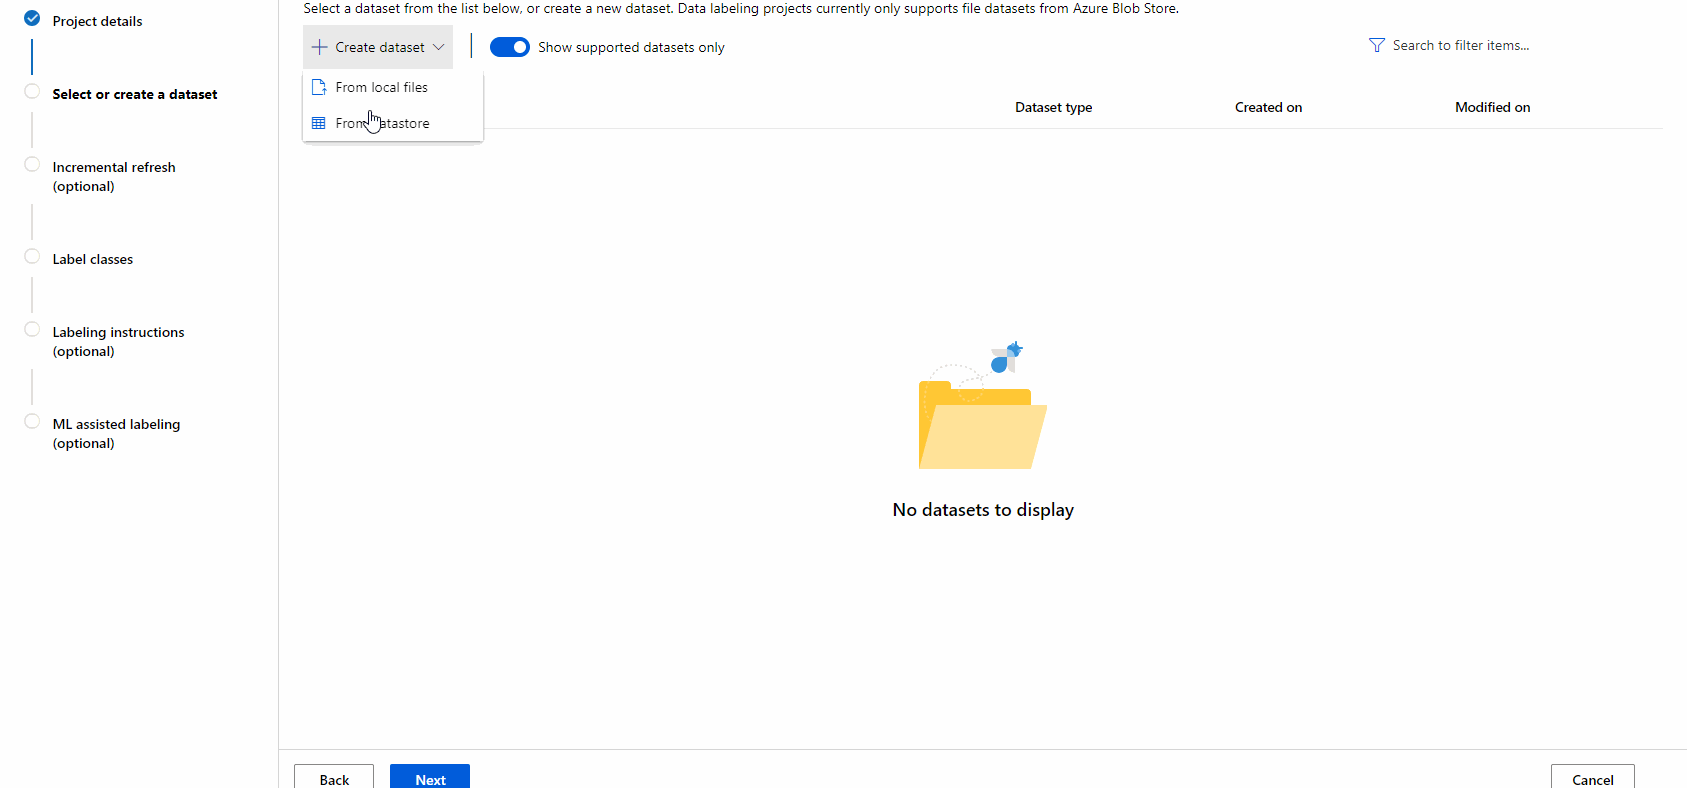 Project details
Select or create a dataset
Incremental refresh
(optional)
Label classes
Labeling instructions
(optional)
ML assisted labeling
(optional)
Select a dataset from the list below, or create a new dataset. Data labeling projects currently only supports file datasets from Azure Blob Store.
Create dataset
Show supported datasets only
Search to filter items...
From local files
From datastore
Dataset type
Created on
Modified on
No datasets to display
Back
Next
Cancel